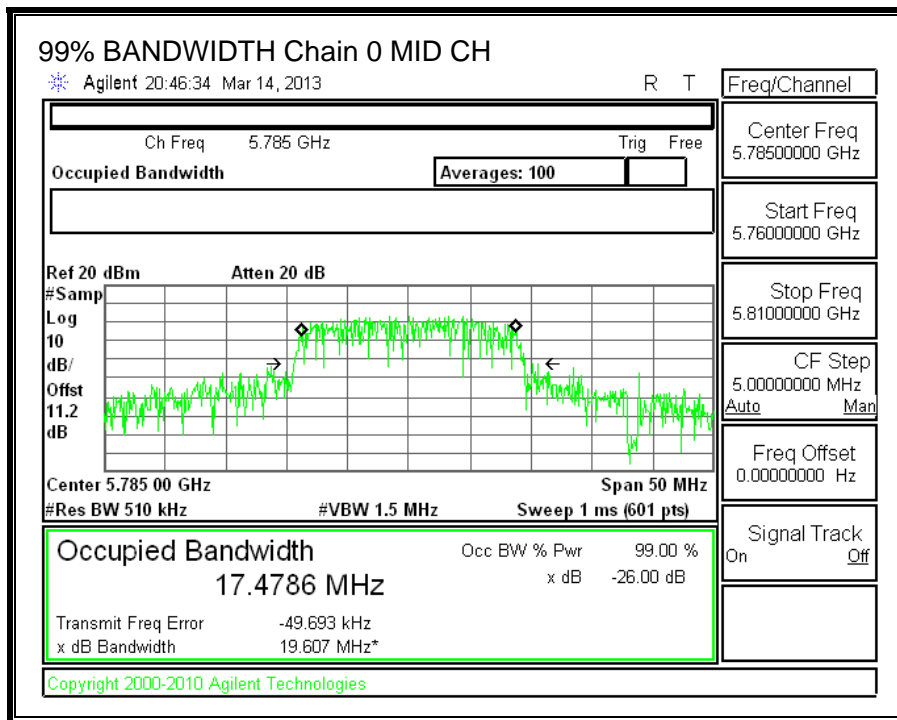 99% BANDWIDTH Chain 0 MID CH
Agilent 20:46:34 Mar 14, 2013 R T
Freq/Channel
Ch Freq 5.785 GHz Trig Free
Occupied Bandwidth Averages: 100
Center Freq
5.78500000 GHz
Start Freq
5.76000000 GHz
Stop Freq
5.81000000 GHz
CF Step
5.00000000 MHz
Auto Man
Freq Offset
0.00000000 Hz
Signal Track
On Off
Ref 20 dBm Atten 20 dB
#Samp
Log
10
dB/
Offst
11.2
dB
Center 5.785 00 GHz Span 50 MHz
#Res BW 510 kHz #VBW 1.5 MHz Sweep 1 ms (601 pts)
Occupied Bandwidth Occ BW % Pwr 99.00 %
17.4786 MHz x dB -26.00 dB
Transmit Freq Error -49.693 kHz
x dB Bandwidth 19.607 MHz*
Copyright 2000-2010 Agilent Technologies